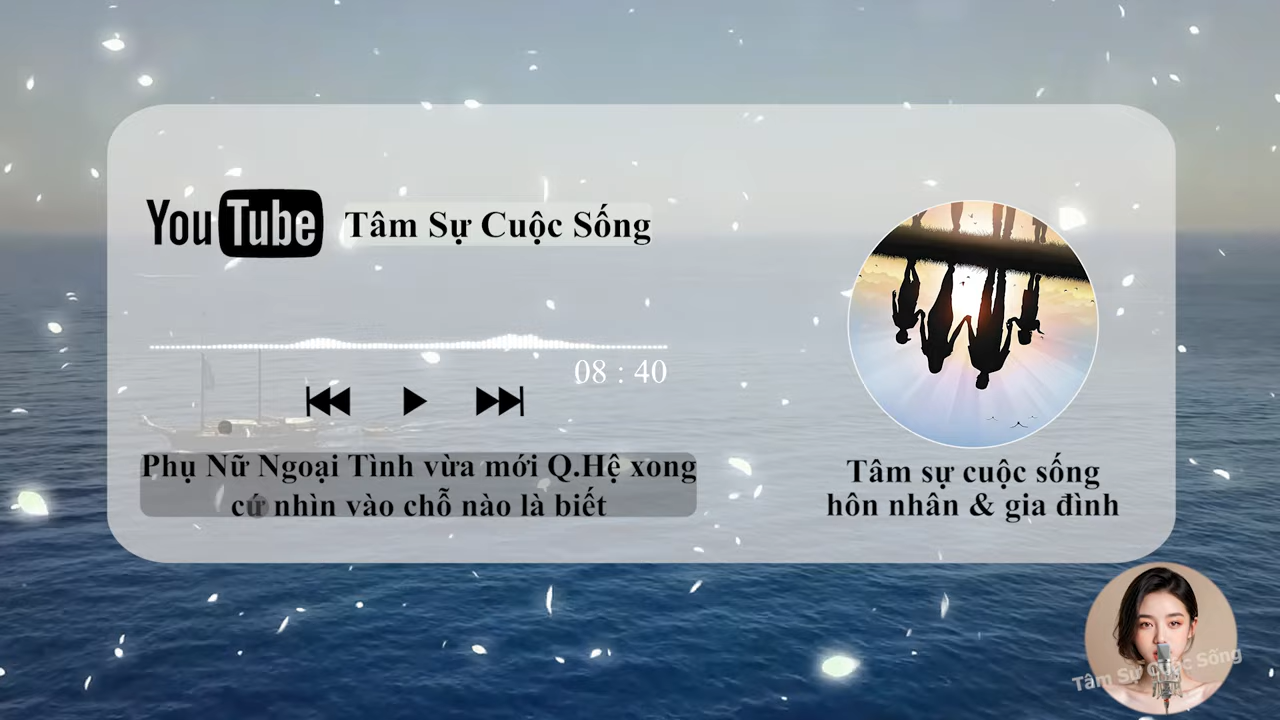 YouTube Tâm Sự Cuộc Sống
08 : 40
Phụ Nữ Ngoại Tình vừa mới Q.Hệ xong
cứ nhìn vào chỗ nào là biết
Tâm sự cuộc sống
hôn nhân & gia đình
Tâm Sự Cuộc Sống